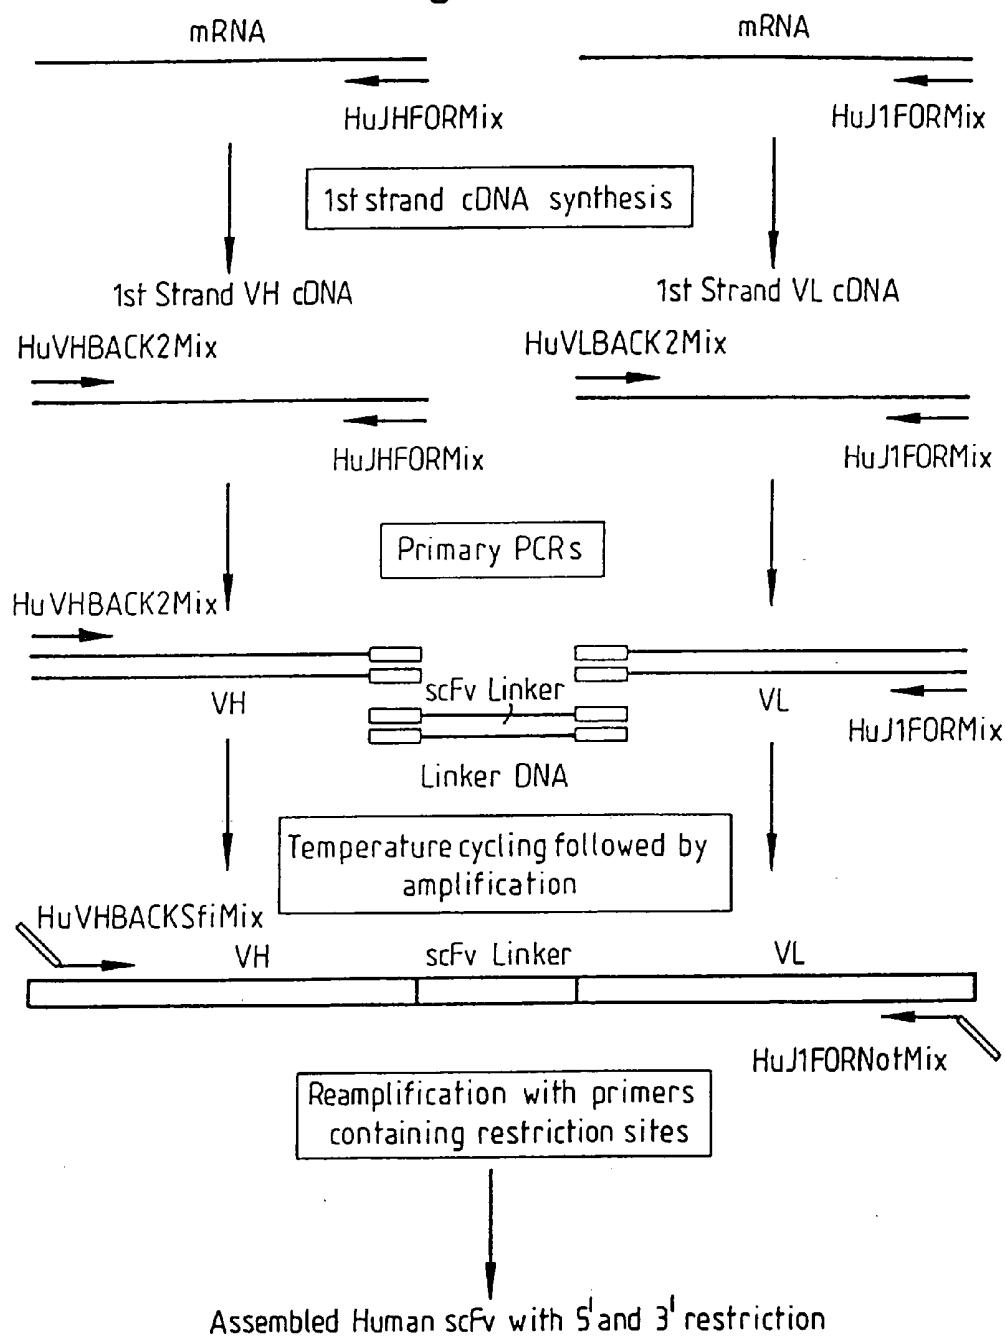 mRNA
mRNA
HuJHFORMix
HuJ1FORMix
1st strand cDNA synthesis
1st Strand VH cDNA
1st Strand VL cDNA
HuVHBACK2Mix
HuVLBACK2Mix
HuJHFORMix
HuJ1FORMix
Primary PCRs
HuVHBACK2Mix
VH
scFv Linker
VL
HuJ1FORMix
Linker DNA
Temperature cycling followed by
amplification
HuVHBACKSfiMix
VH
scFv Linker
VL
HuJ1FORNotMix
Reamplification with primers
containing restriction sites
Assembled Human scFv with 5' and 3' restriction